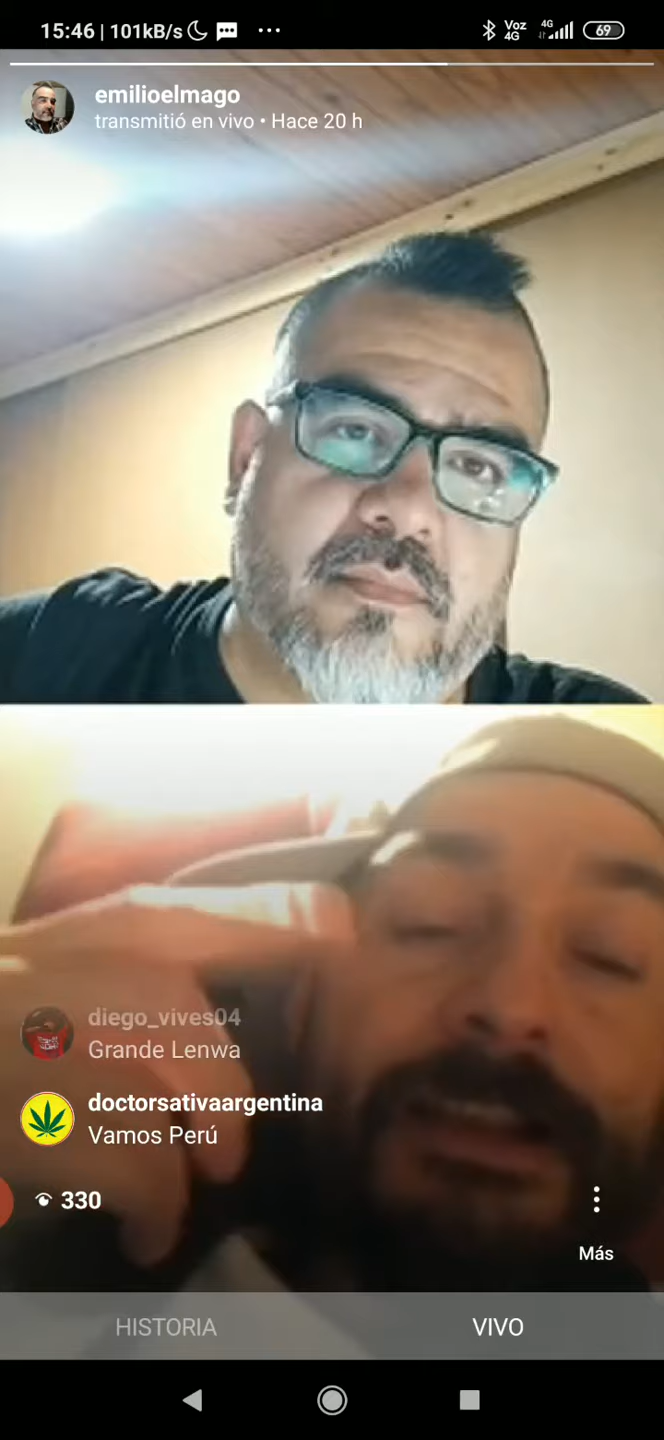 15:46 | 101kB/s
Voz 4G
4G
69
emilioelmago
transmitió en vivo • Hace 20 h
diego_vives04
Grande Lenwa
doctorsativaargentina
Vamos Perú
330
Más
HISTORIA
VIVO